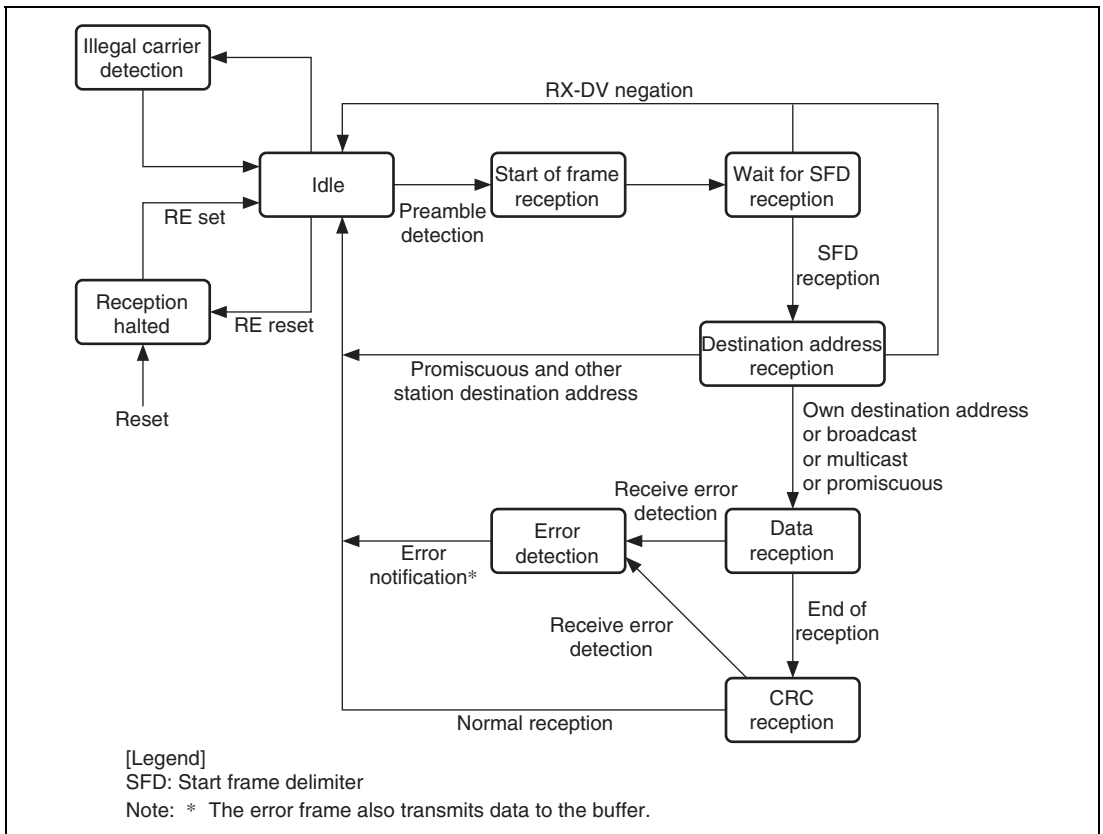 Illegal carrier
detection
RX-DV negation
Idle
Start of frame
reception
Wait for SFD
reception
Preamble
detection
RE set
SFD
reception
Reception
halted
RE reset
Destination address
reception
Promiscuous and other
station destination address
Reset
Own destination address
or broadcast
or multicast
or promiscuous
Receive error
detection
Error
detection
Data
reception
Error
notification*
End of
reception
Receive error
detection
CRC
reception
Normal reception
[Legend]
SFD: Start frame delimiter
Note: * The error frame also transmits data to the buffer.